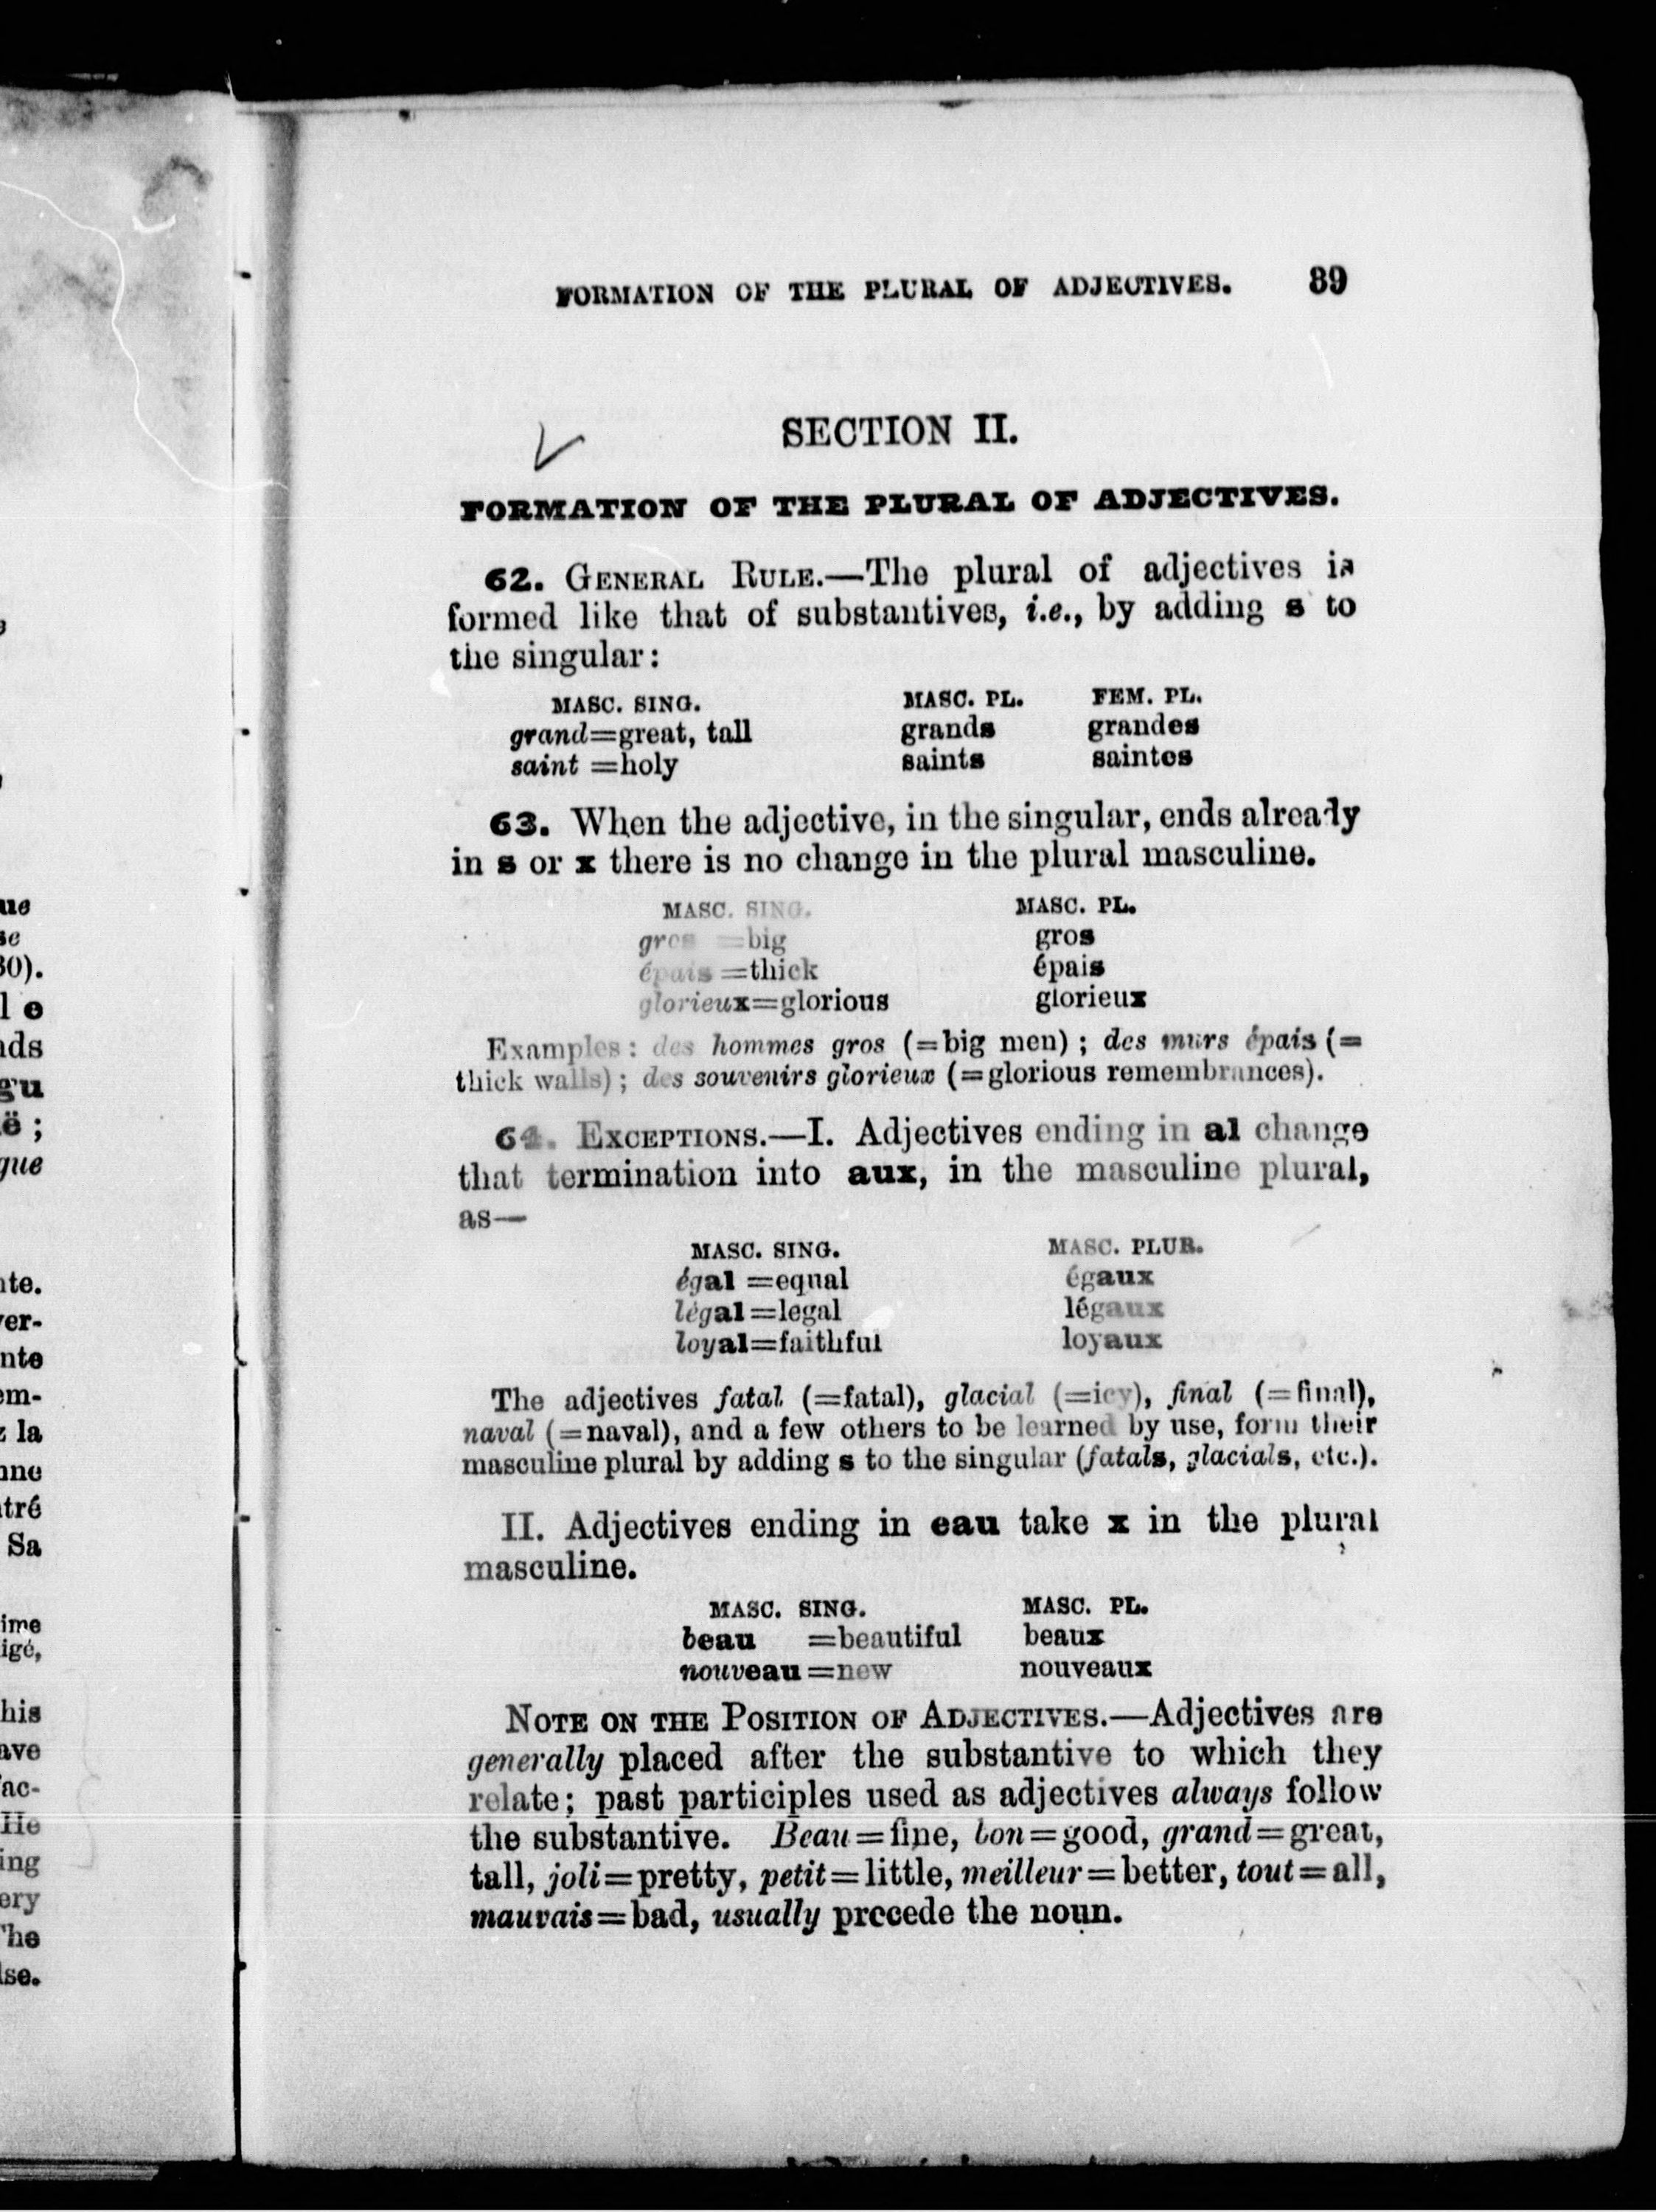 FORMATION OF THE PLURAL OF ADJECTIVES. 39
SECTION II.
FORMATION OF THE PLURAL OF ADJECTIVES.
62. GENERAL RULE.—The plural of adjectives is
formed like that of substantives, i.e., by adding s to
the singular:
MASC. SING. MASC. PL. FEM. PL.
grand=great, tall grands grandes
saint =holy saints saintes
63. When the adjective, in the singular, ends already
in s or x there is no change in the plural masculine.
MASC. SING. MASC. PL.
gros =big gros
épais =thick épais
glorieux=glorious glorieux
Examples: des hommes gros (=big men); des murs épais (=
thick walls); des souvenirs glorieux (=glorious remembrances).
64. EXCEPTIONS.—I. Adjectives ending in al change
that termination into aux, in the masculine plural,
as—
MASC. SING. MASC. PLUR.
égal =equal égaux
légal=legal légaux
loyal=faithful loyaux
The adjectives fatal (=fatal), glacial (=icy), final (=final),
naval (=naval), and a few others to be learned by use, form their
masculine plural by adding s to the singular (fatals, glacials, etc.).
II. Adjectives ending in eau take x in the plural
masculine.
MASC. SING. MASC. PL.
beau =beautiful beaux
nouveau=new nouveaux
NOTE ON THE POSITION OF ADJECTIVES.—Adjectives are
generally placed after the substantive to which they
relate; past participles used as adjectives always follow
the substantive. Beau=fine, bon=good, grand=great,
tall, joli=pretty, petit=little, meilleur=better, tout=all,
mauvais=bad, usually precede the noun.